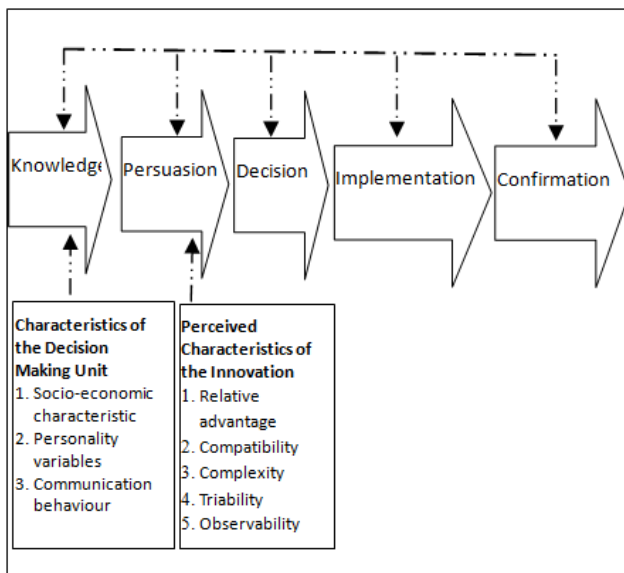 Knowledge
Persuasion
Decision
Implementation
Confirmation
Characteristics of
the Decision
Making Unit
1. Socio-economic
characteristic
2. Personality
variables
3. Communication
behaviour
Perceived
Characteristics of
the Innovation
1. Relative
advantage
2. Compatibility
3. Complexity
4. Triability
5. Observability